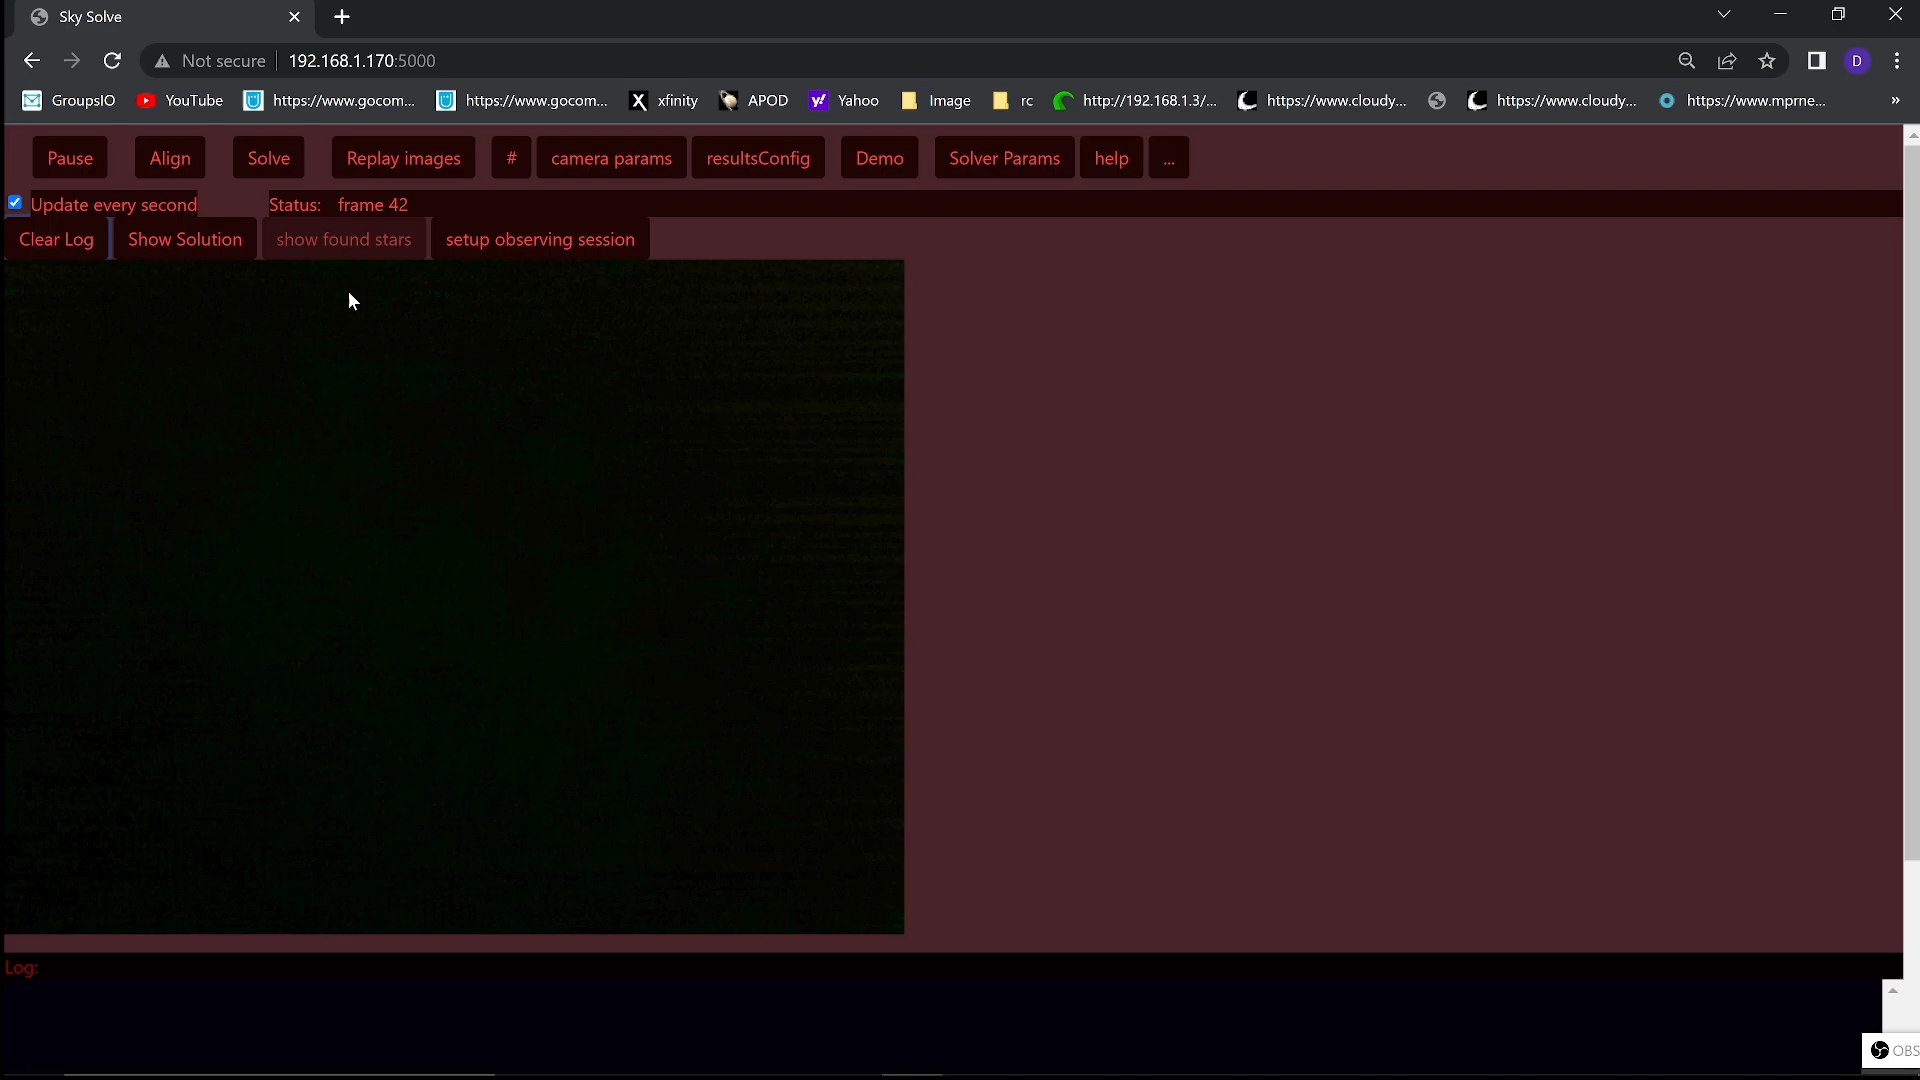 Sky Solve
Not secure 192.168.1.170:5000
D
GroupsIO YouTube https://www.gocom... https://www.gocom... xfinity APOD Yahoo Image rc http://192.168.1.3/... https://www.cloudy... https://www.cloudy... https://www.mprne... »
Pause Align Solve Replay images # camera params resultsConfig Demo Solver Params help ...
Update every second Status: frame 42
Clear Log Show Solution show found stars setup observing session
Log:
OBS